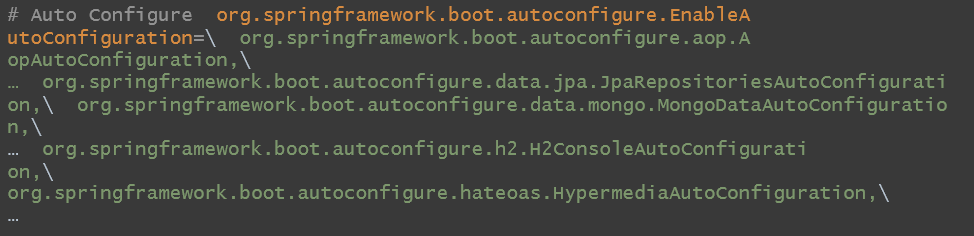 # Auto Configure  org.springframework.boot.autoconfigure.EnableA
utoConfiguration=\  org.springframework.boot.autoconfigure.aop.A
opAutoConfiguration,\
…  org.springframework.boot.autoconfigure.data.jpa.JpaRepositoriesAutoConfigurati
on,\  org.springframework.boot.autoconfigure.data.mongo.MongoDataAutoConfiguratio
n,\
…  org.springframework.boot.autoconfigure.h2.H2ConsoleAutoConfigurati
on,\
org.springframework.boot.autoconfigure.hateoas.HypermediaAutoConfiguration,\
…